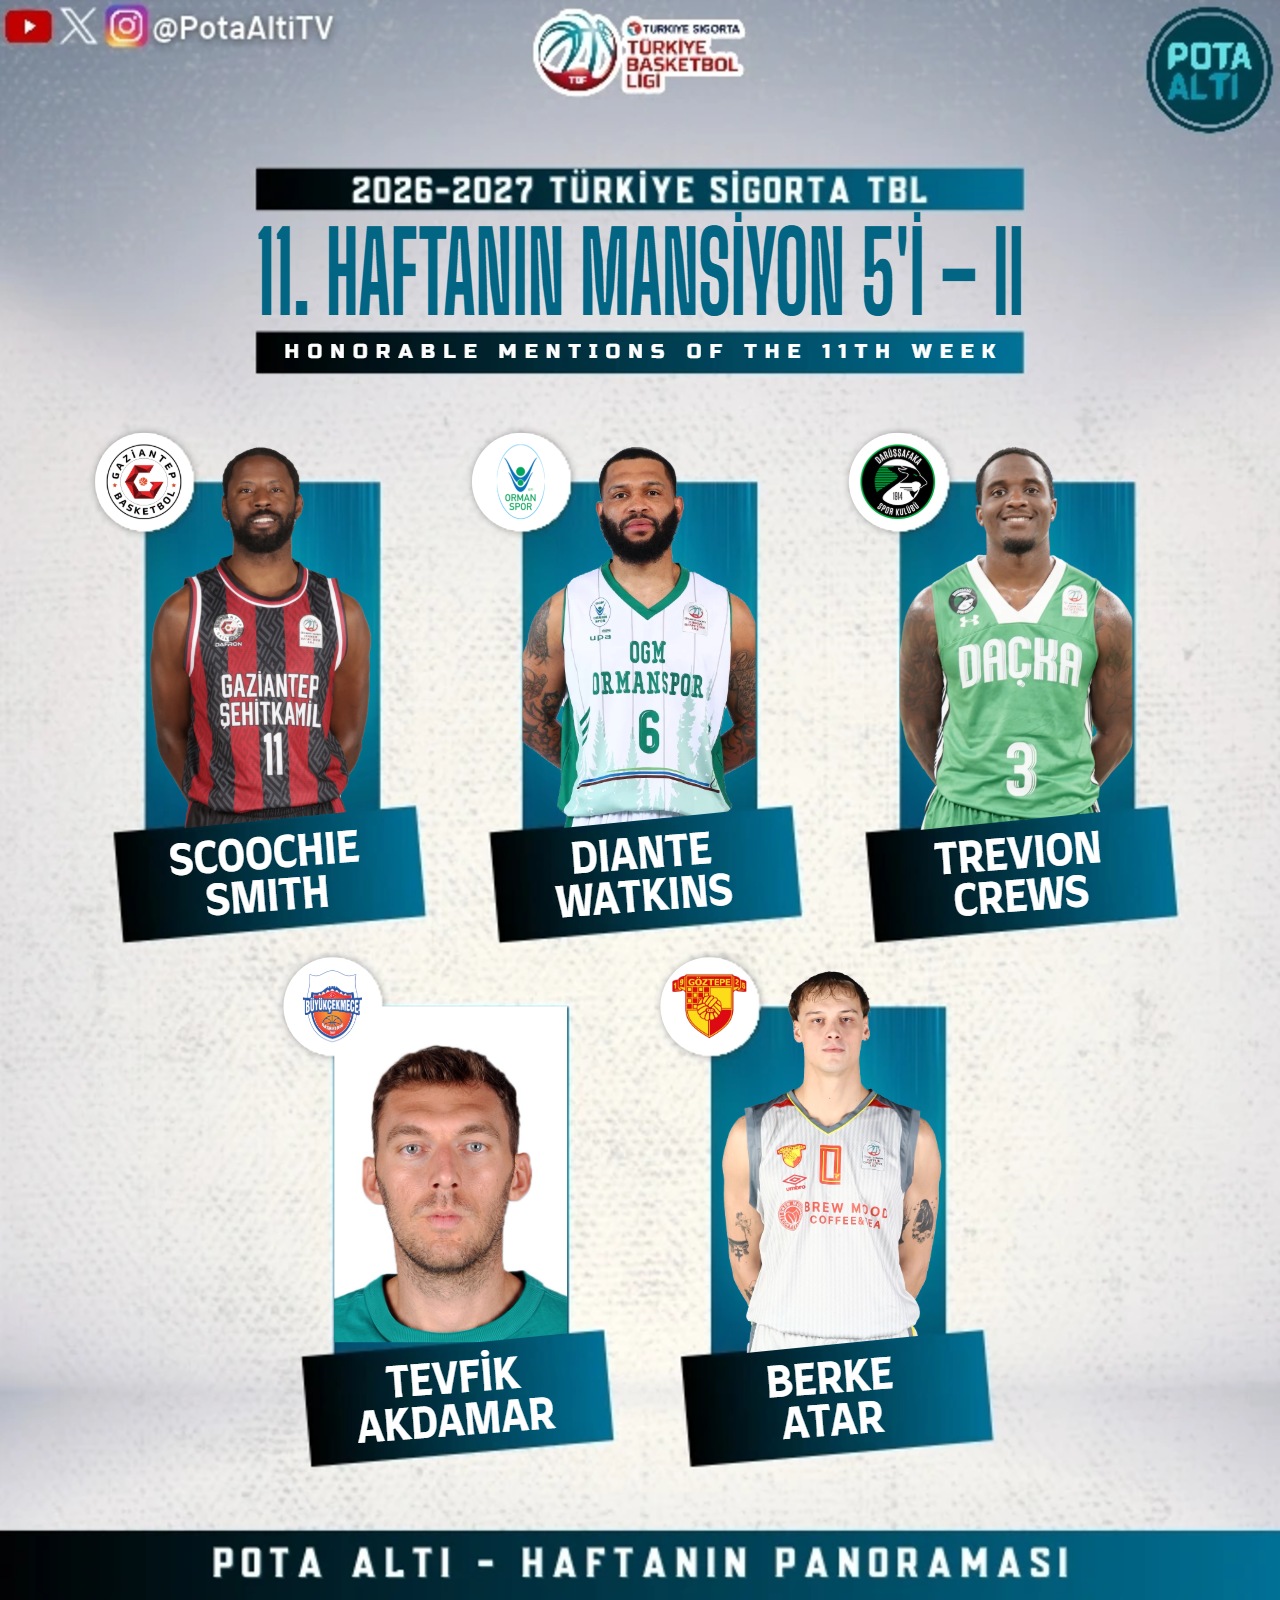 @PotaAltiTV
TÜRKİYE SİGORTA
TÜRKİYE
BASKETBOL
LİGİ
TBF
POTA
ALTI
2026-2027 TÜRKİYE SİGORTA TBL
11. HAFTANIN MANSİYON 5'İ – II
HONORABLE MENTIONS OF THE 11TH WEEK
GAZİANTEP
BASKETBOL
ORMAN
SPOR
DARÜŞŞAFAKA
1914
SPOR KULÜBÜ
GAZİANTEP
ŞEHİTKAMİL
11
upa
OGM
ORMANSPOR
6
DAÇKA
3
SCOOCHIE
SMITH
DIANTE
WATKINS
TREVION
CREWS
BÜYÜKÇEKMECE
GÖZTEPE
0
umbro
BREW MOOD
COFFEE&TEA
TEVFİK
AKDAMAR
BERKE
ATAR
POTA ALTI - HAFTANIN PANORAMASI